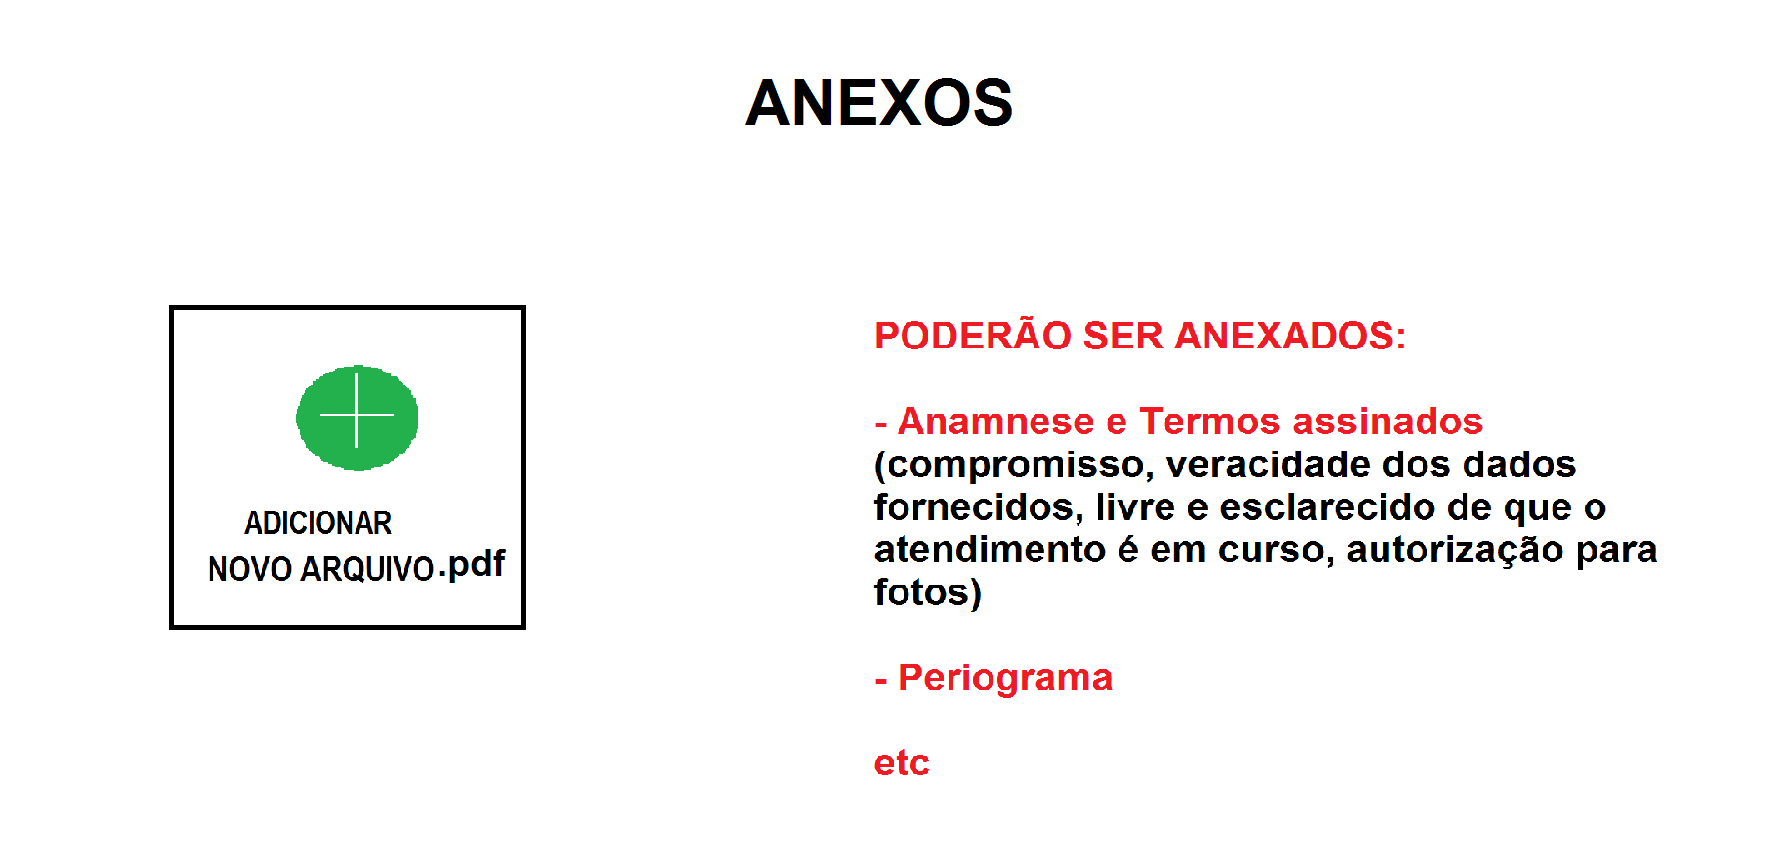 ANEXOS
ADICIONAR
NOVO ARQUIVO.pdf
PODERÃO SER ANEXADOS:
- Anamnese e Termos assinados
(compromisso, veracidade dos dados
fornecidos, livre e esclarecido de que o
atendimento é em curso, autorização para
fotos)
- Periograma
etc